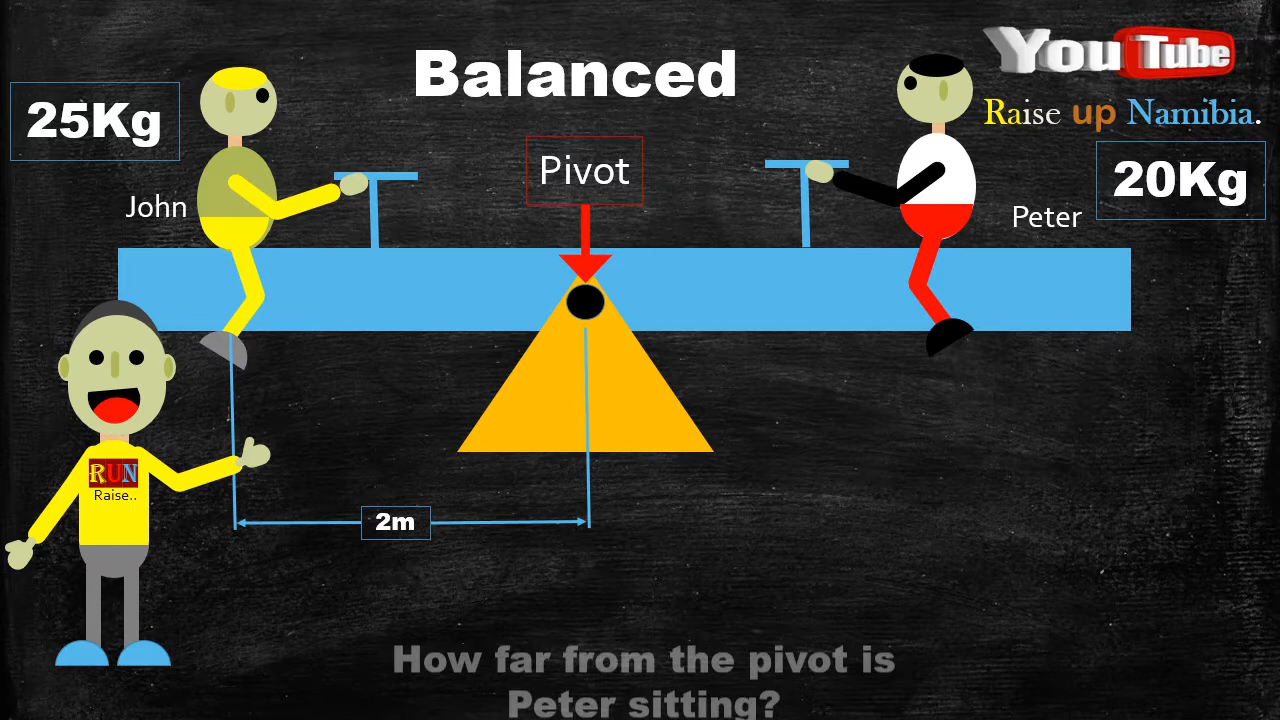 Balanced
YouTube
Raise up Namibia.
25Kg
Pivot
20Kg
John
Peter
RUN
Raise..
2m
How far from the pivot is
Peter sitting?